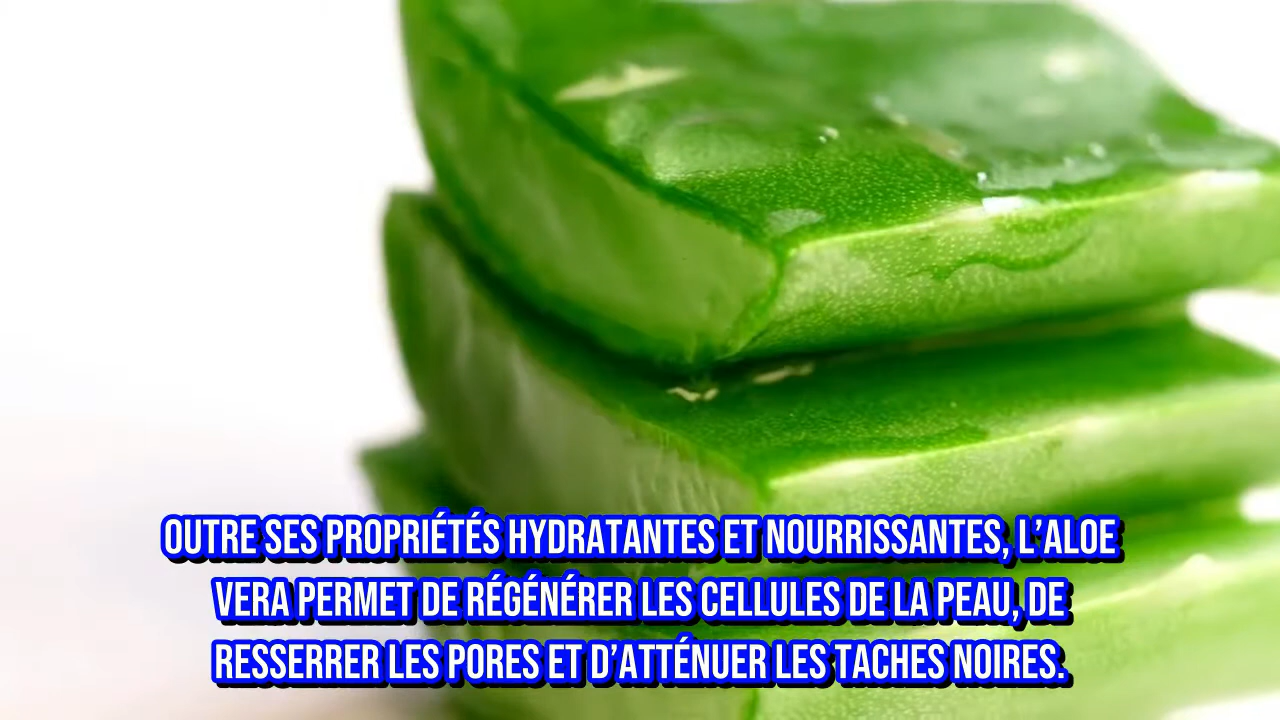 OUTRE SES PROPRIÉTÉS HYDRATANTES ET NOURRISSANTES, L’ALOE
VERA PERMET DE RÉGÉNÉRER LES CELLULES DE LA PEAU, DE
RESSERRER LES PORES ET D’ATTÉNUER LES TACHES NOIRES.